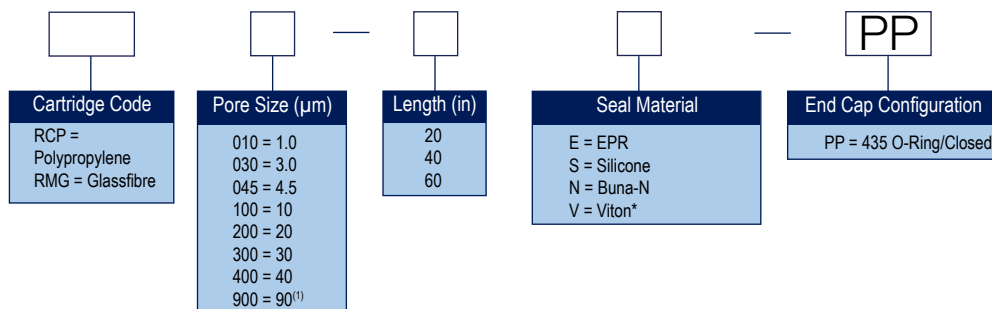 PP
Cartridge Code
RCP =
Polypropylene
RMG = Glassfibre
Pore Size (µm)
010 = 1.0
030 = 3.0
045 = 4.5
100 = 10
200 = 20
300 = 30
400 = 40
900 = 90(1)
Length (in)
20
40
60
Seal Material
E = EPR
S = Silicone
N = Buna-N
V = Viton*
End Cap Configuration
PP = 435 O-Ring/Closed